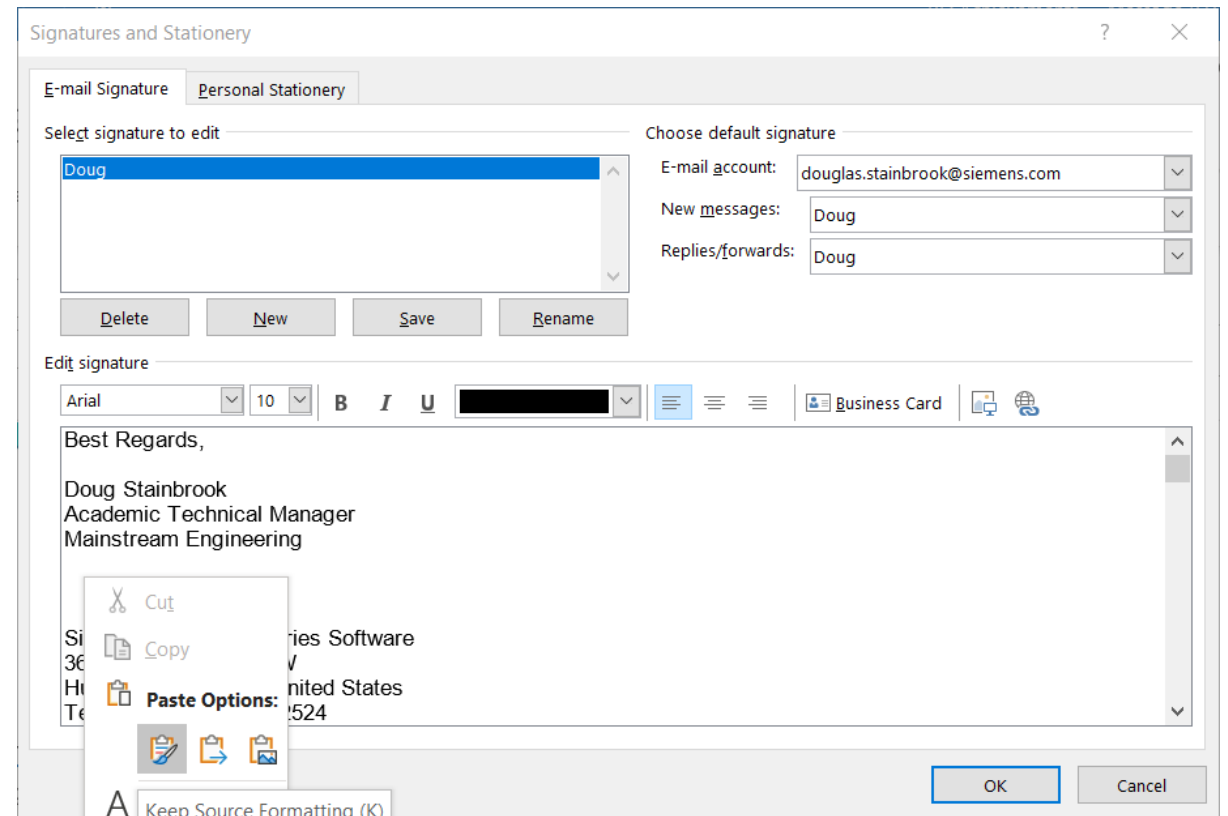 Signatures and Stationery
E-mail Signature Personal Stationery
Select signature to edit
Choose default signature
Doug
E-mail account: douglas.stainbrook@siemens.com
New messages: Doug
Replies/forwards: Doug
Delete New Save Rename
Edit signature
Arial 10 B I U Business Card
Best Regards,
Doug Stainbrook
Academic Technical Manager
Mainstream Engineering
Cut
Copy
Paste Options:
Si ries Software
36
nited States
Te 2524
A
Keep Source Formatting (K)
OK Cancel